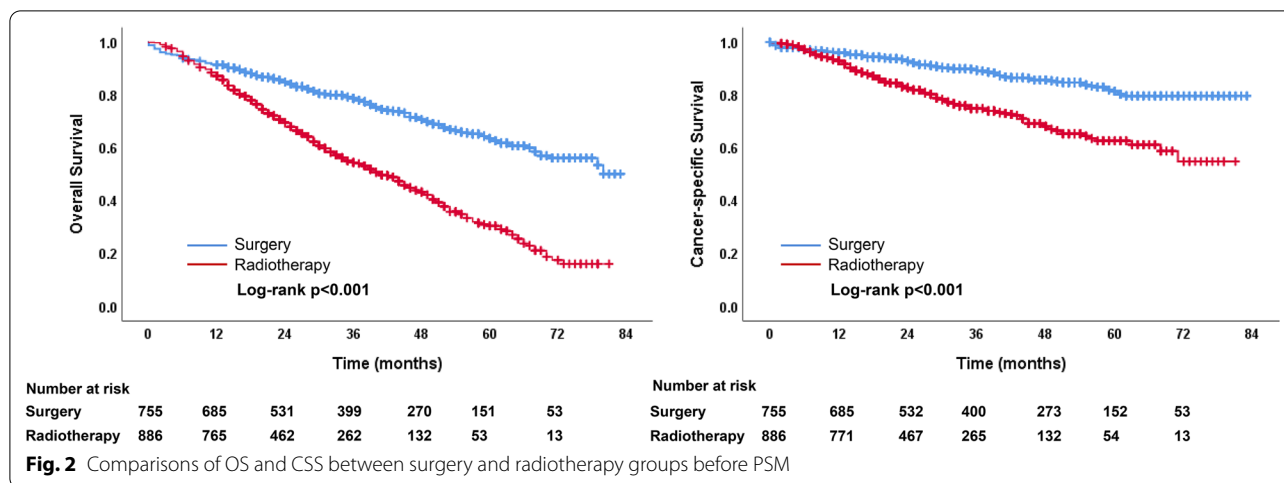 1.0
0.8
0.6
0.4
0.2
0.0
Overall Survival
Surgery
Radiotherapy
Log-rank p<0.001
0 12 24 36 48 60 72 84
Time (months)
Number at risk
Surgery 755 685 531 399 270 151 53
Radiotherapy 886 765 462 262 132 53 13
1.0
0.8
0.6
0.4
0.2
0.0
Cancer-specific Survival
Surgery
Radiotherapy
Log-rank p<0.001
0 12 24 36 48 60 72 84
Time (months)
Number at risk
Surgery 755 685 532 400 273 152 53
Radiotherapy 886 771 467 265 132 54 13
Fig. 2 Comparisons of OS and CSS between surgery and radiotherapy groups before PSM